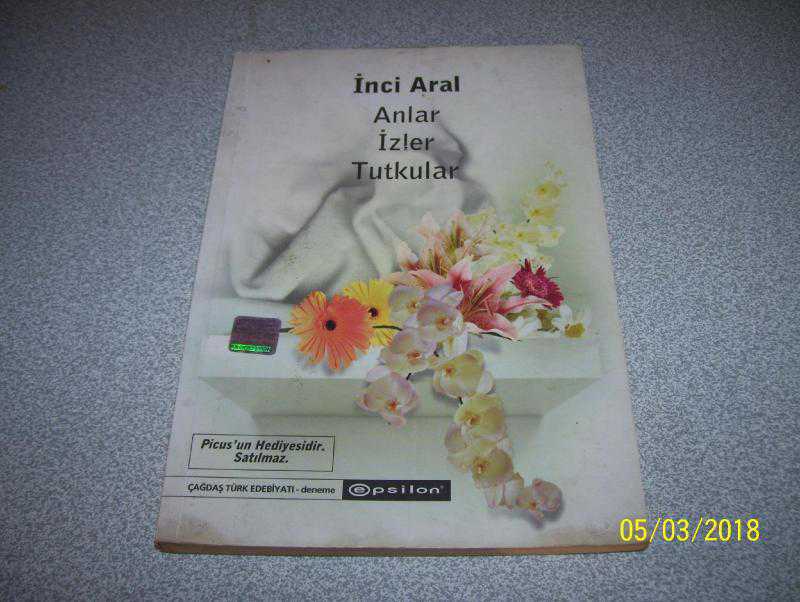 İnci Aral
Anlar
İzler
Tutkular
Picus'un Hediyesidir.
Satılmaz.
ÇAĞDAŞ TÜRK EDEBİYATI - deneme
epsilon
05/03/2018